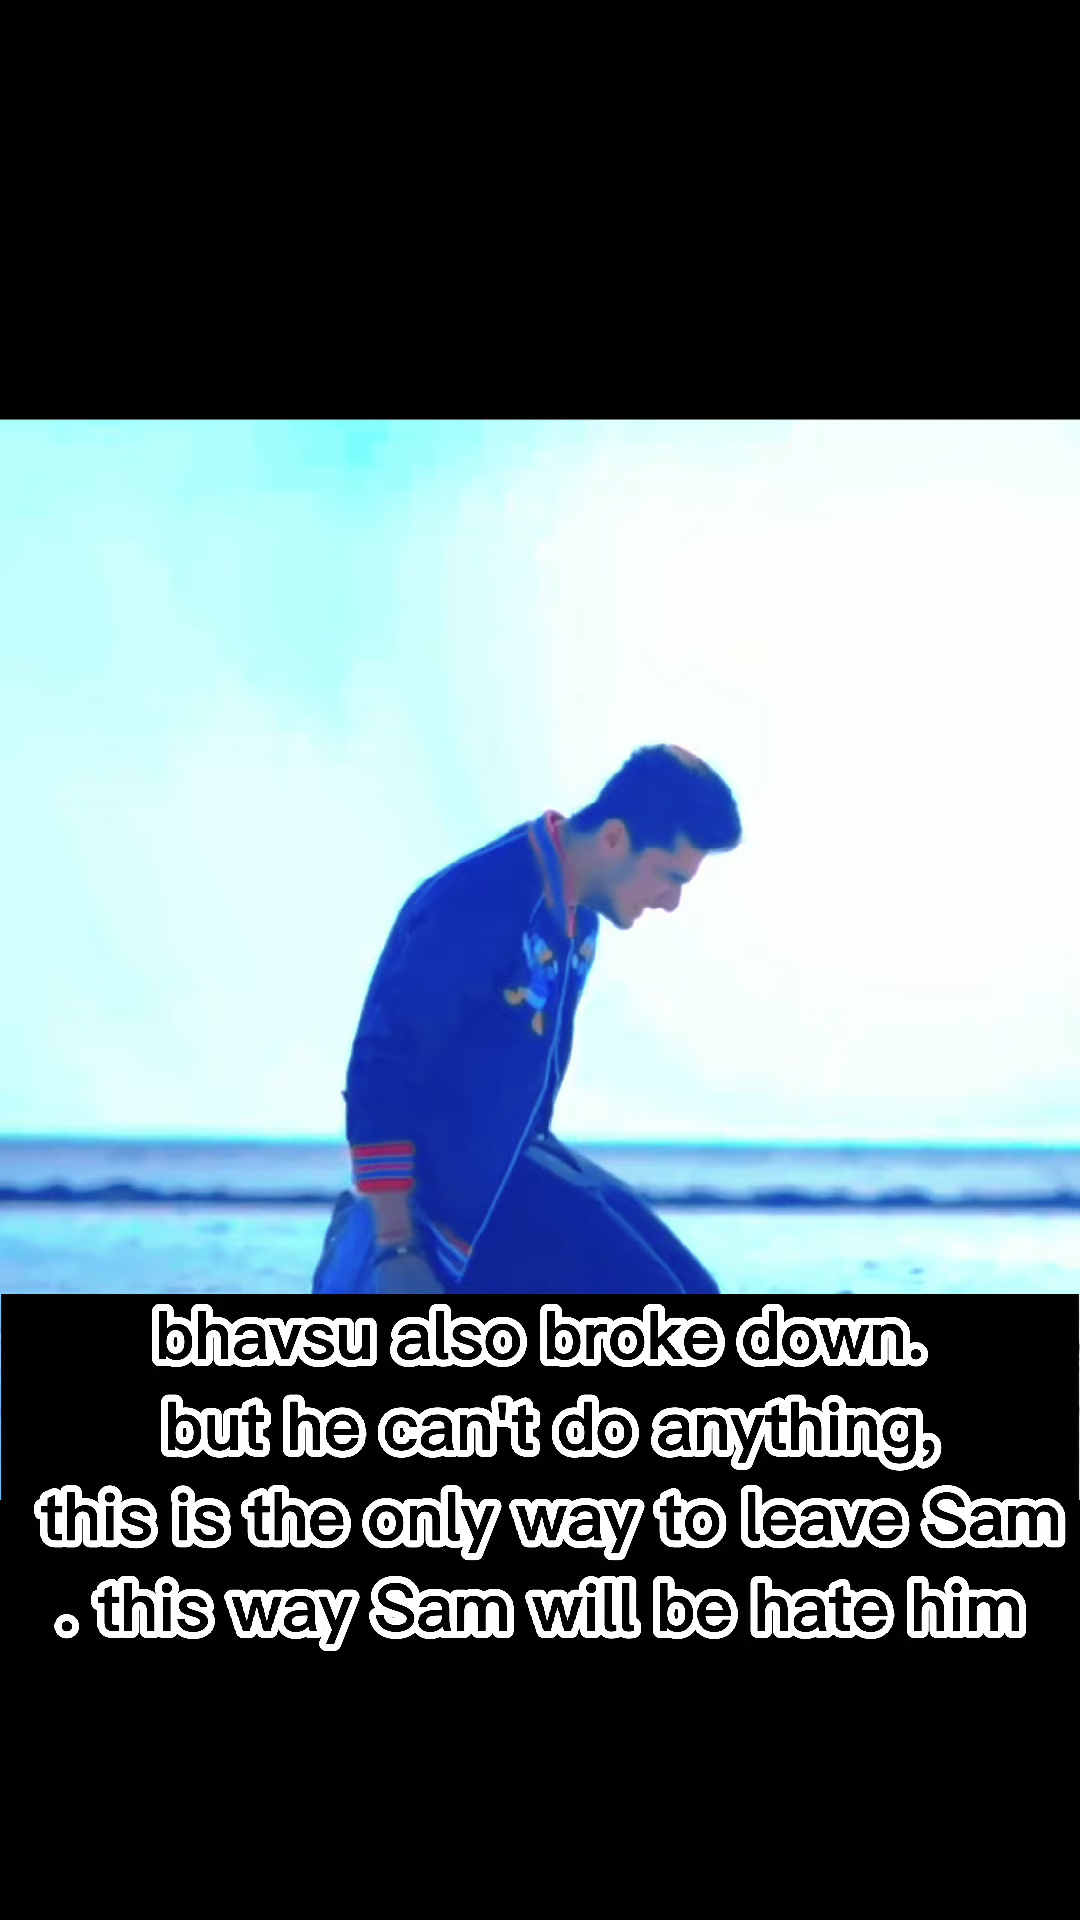 bhavsu also broke down.
but he can't do anything,
this is the only way to leave Sam
. this way Sam will be hate him